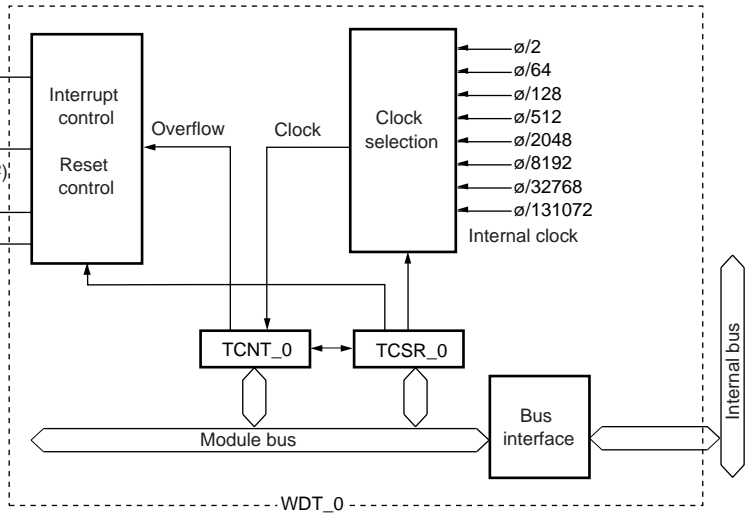 Interrupt
control
Reset
control
Overflow
Clock
Clock
selection
ø/2
ø/64
ø/128
ø/512
ø/2048
ø/8192
ø/32768
ø/131072
Internal clock
TCNT_0
TCSR_0
Module bus
Bus
interface
Internal bus
WDT_0